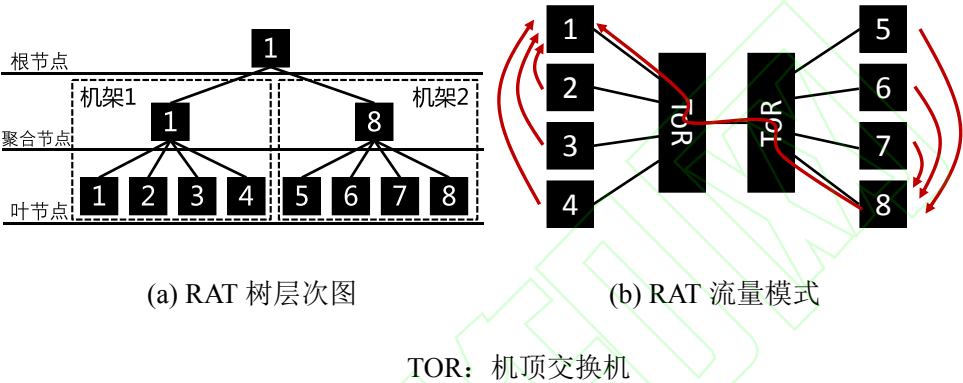 1
根节点
机架1
机架2
1
8
聚合节点
1 2 3 4 5 6 7 8
叶节点
1
2
3
4
TOR
TOR
5
6
7
8
(a) RAT 树层次图
(b) RAT 流量模式
TOR：机顶交换机